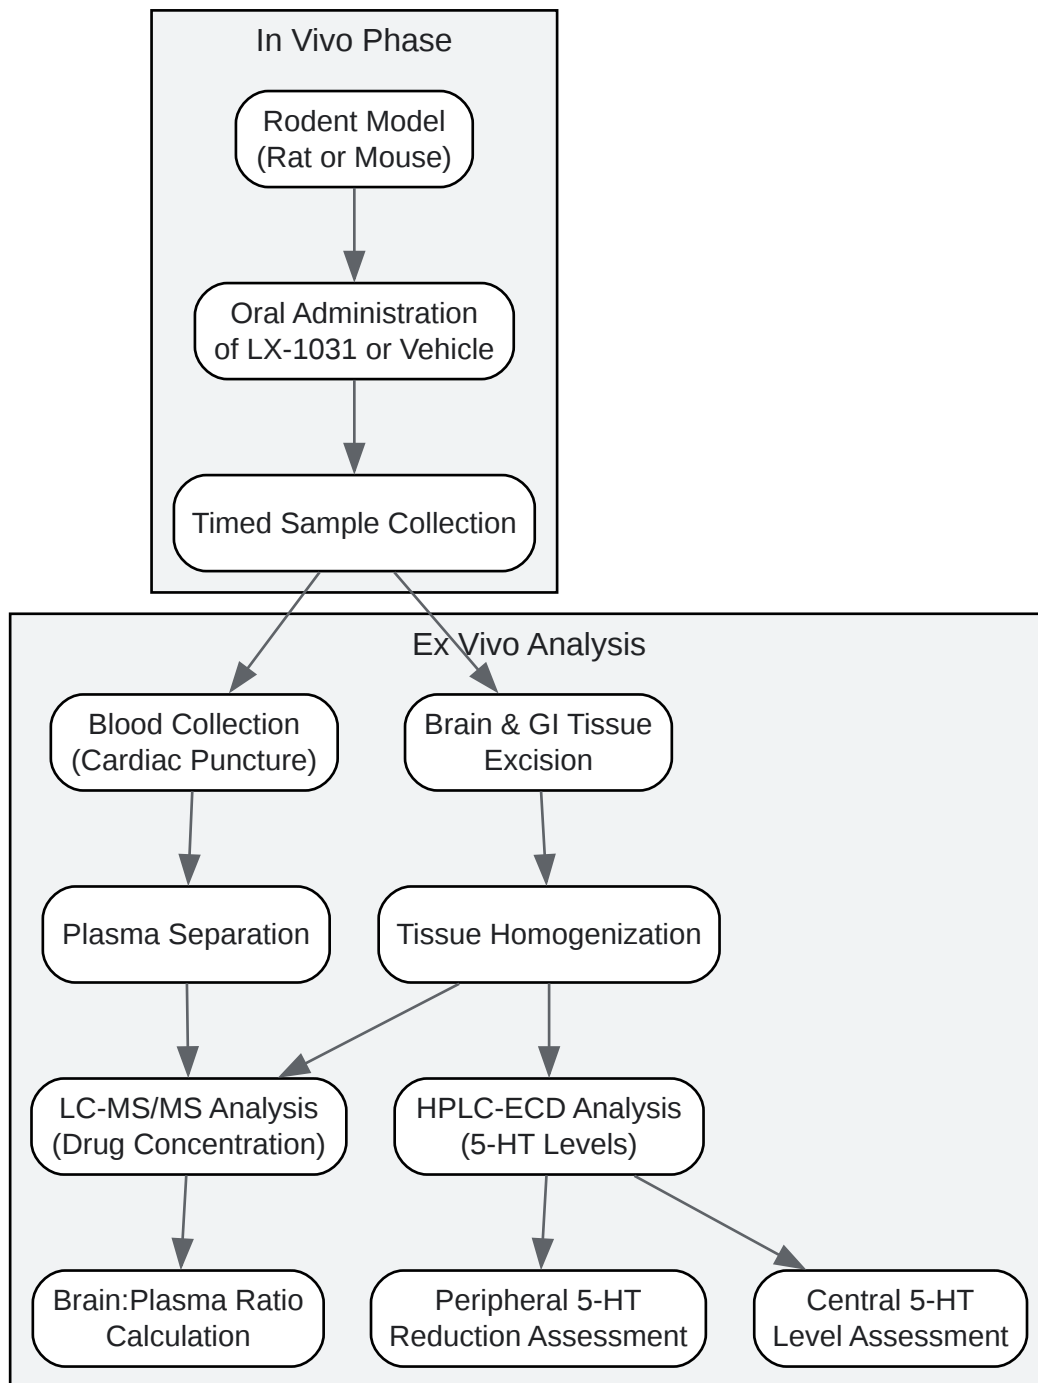 In Vivo Phase
Rodent Model
(Rat or Mouse)
Oral Administration
of LX-1031 or Vehicle
Timed Sample Collection
Ex Vivo Analysis
Blood Collection
(Cardiac Puncture)
Brain & GI Tissue
Excision
Plasma Separation
Tissue Homogenization
LC-MS/MS Analysis
(Drug Concentration)
HPLC-ECD Analysis
(5-HT Levels)
Brain:Plasma Ratio
Calculation
Peripheral 5-HT
Reduction Assessment
Central 5-HT
Level Assessment